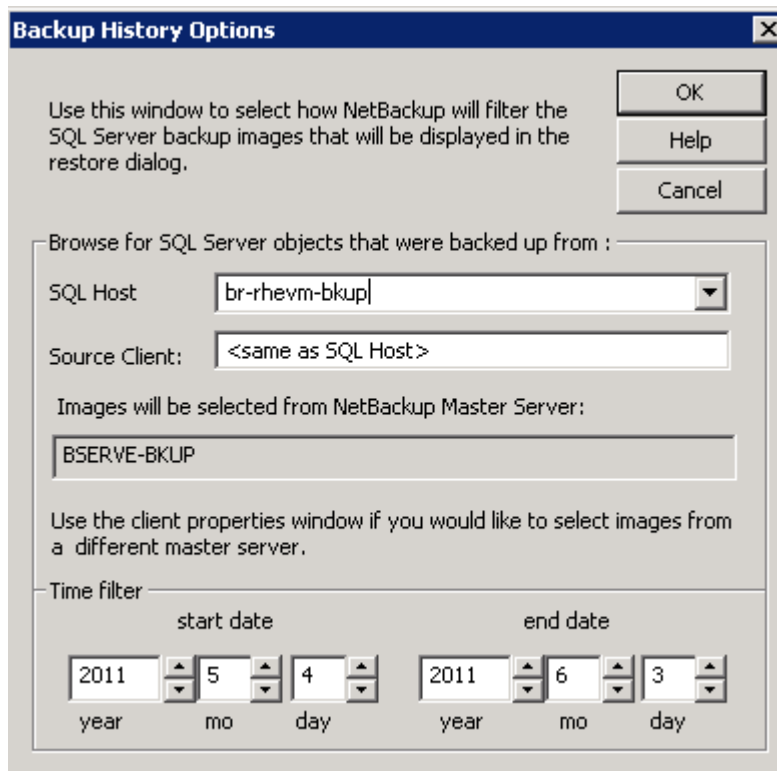 Backup History Options
Use this window to select how NetBackup will filter the
SQL Server backup images that will be displayed in the
restore dialog.
OK
Help
Cancel
Browse for SQL Server objects that were backed up from :
SQL Host br-rhevm-bkup
Source Client: <same as SQL Host>
Images will be selected from NetBackup Master Server:
BSERVE-BKUP
Use the client properties window if you would like to select images from
a different master server.
Time filter
start date end date
2011 5 4 2011 6 3
year mo day year mo day